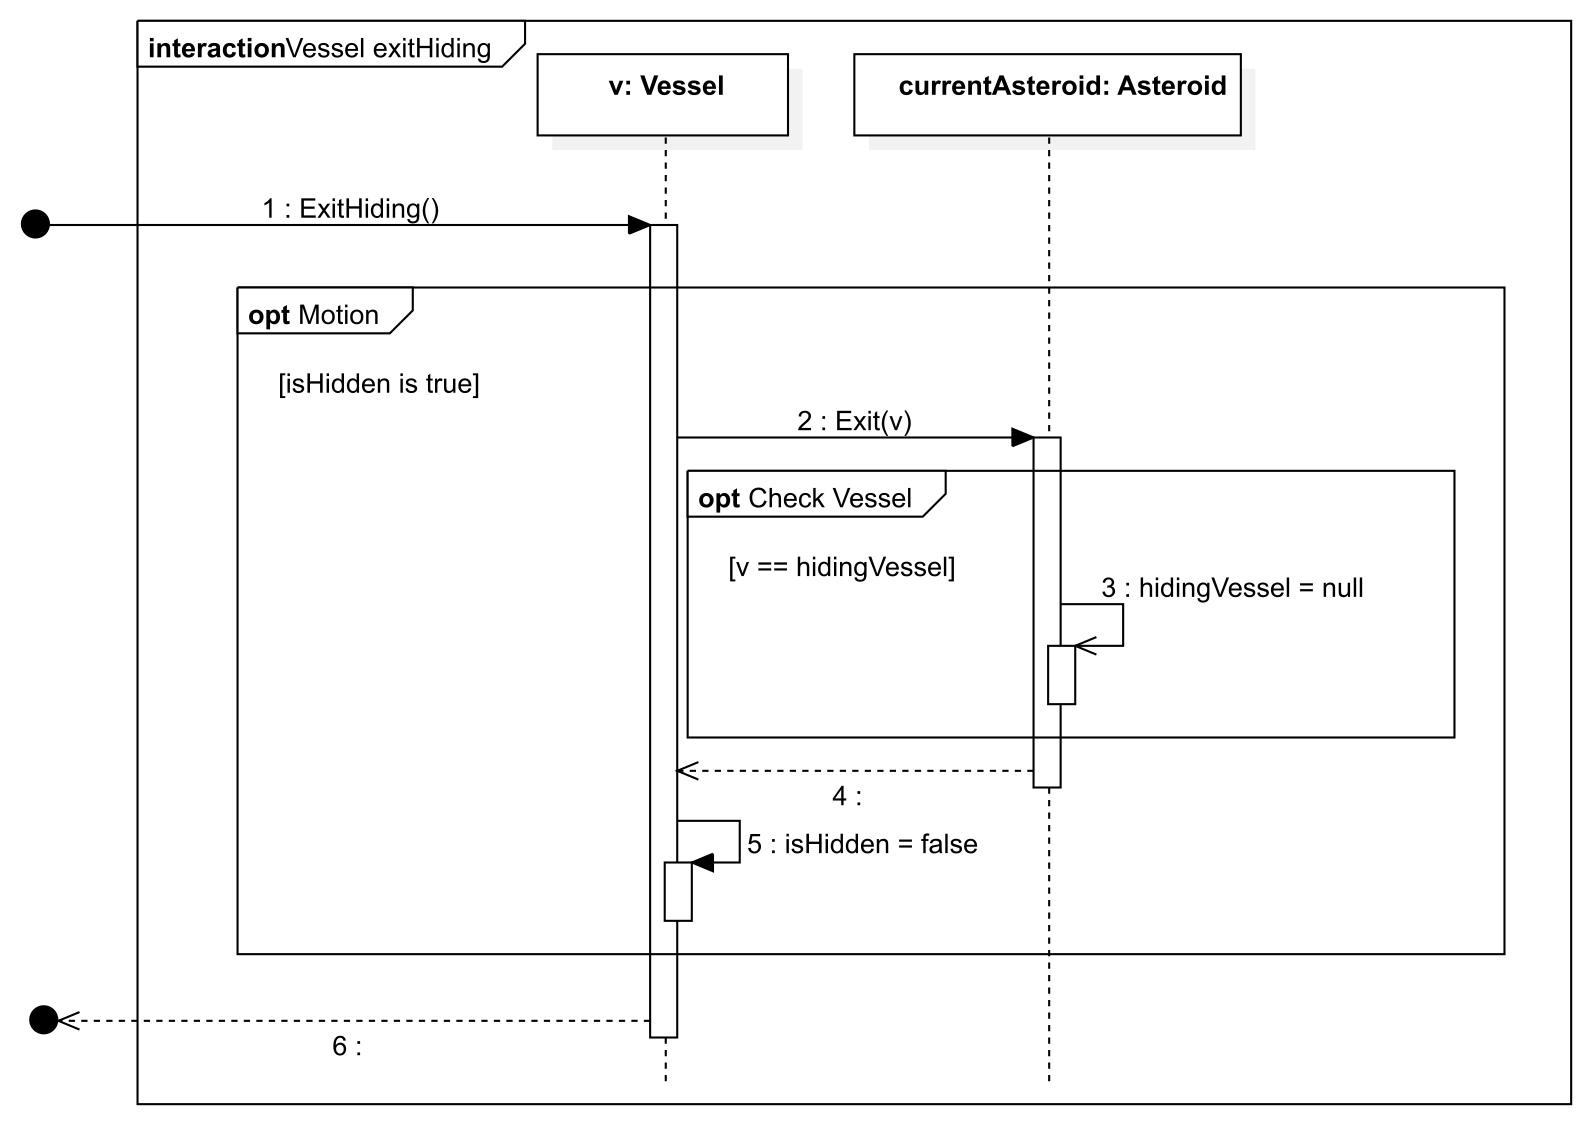 interactionVessel exitHiding
v: Vessel
currentAsteroid: Asteroid
1 : ExitHiding()
opt Motion
[isHidden is true]
2 : Exit(v)
opt Check Vessel
[v == hidingVessel]
3 : hidingVessel = null
4 :
5 : isHidden = false
6 :